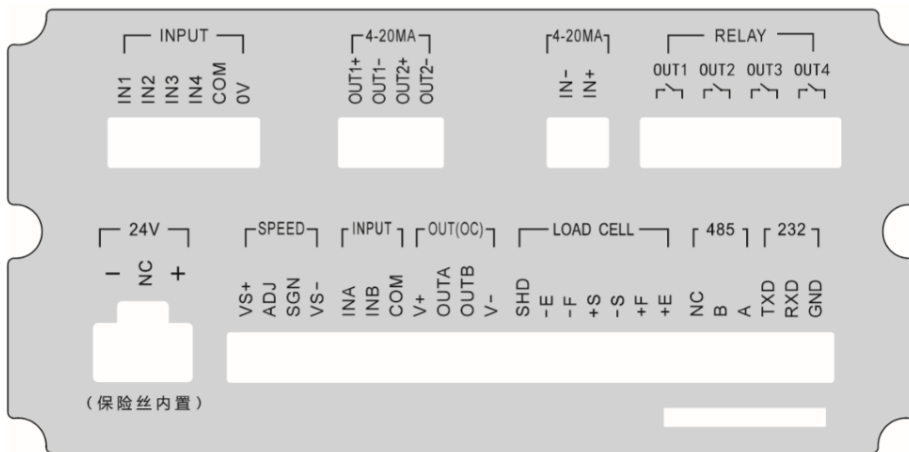 INPUT 4-20MA 4-20MA RELAY
IN1 IN2 IN3 IN4 COM 0V OUT1+ OUT1- OUT2+ OUT2- IN- IN+ OUT1 OUT2 OUT3 OUT4
24V SPEED INPUT OUT(OC) LOAD CELL 485 232
- NC + VS+ ADJ SGN VS- INA INB COM V+ OUTA OUTB V- SHD -E -F +S -S +F +E NC B A TXD RXD GND
(保险丝内置)